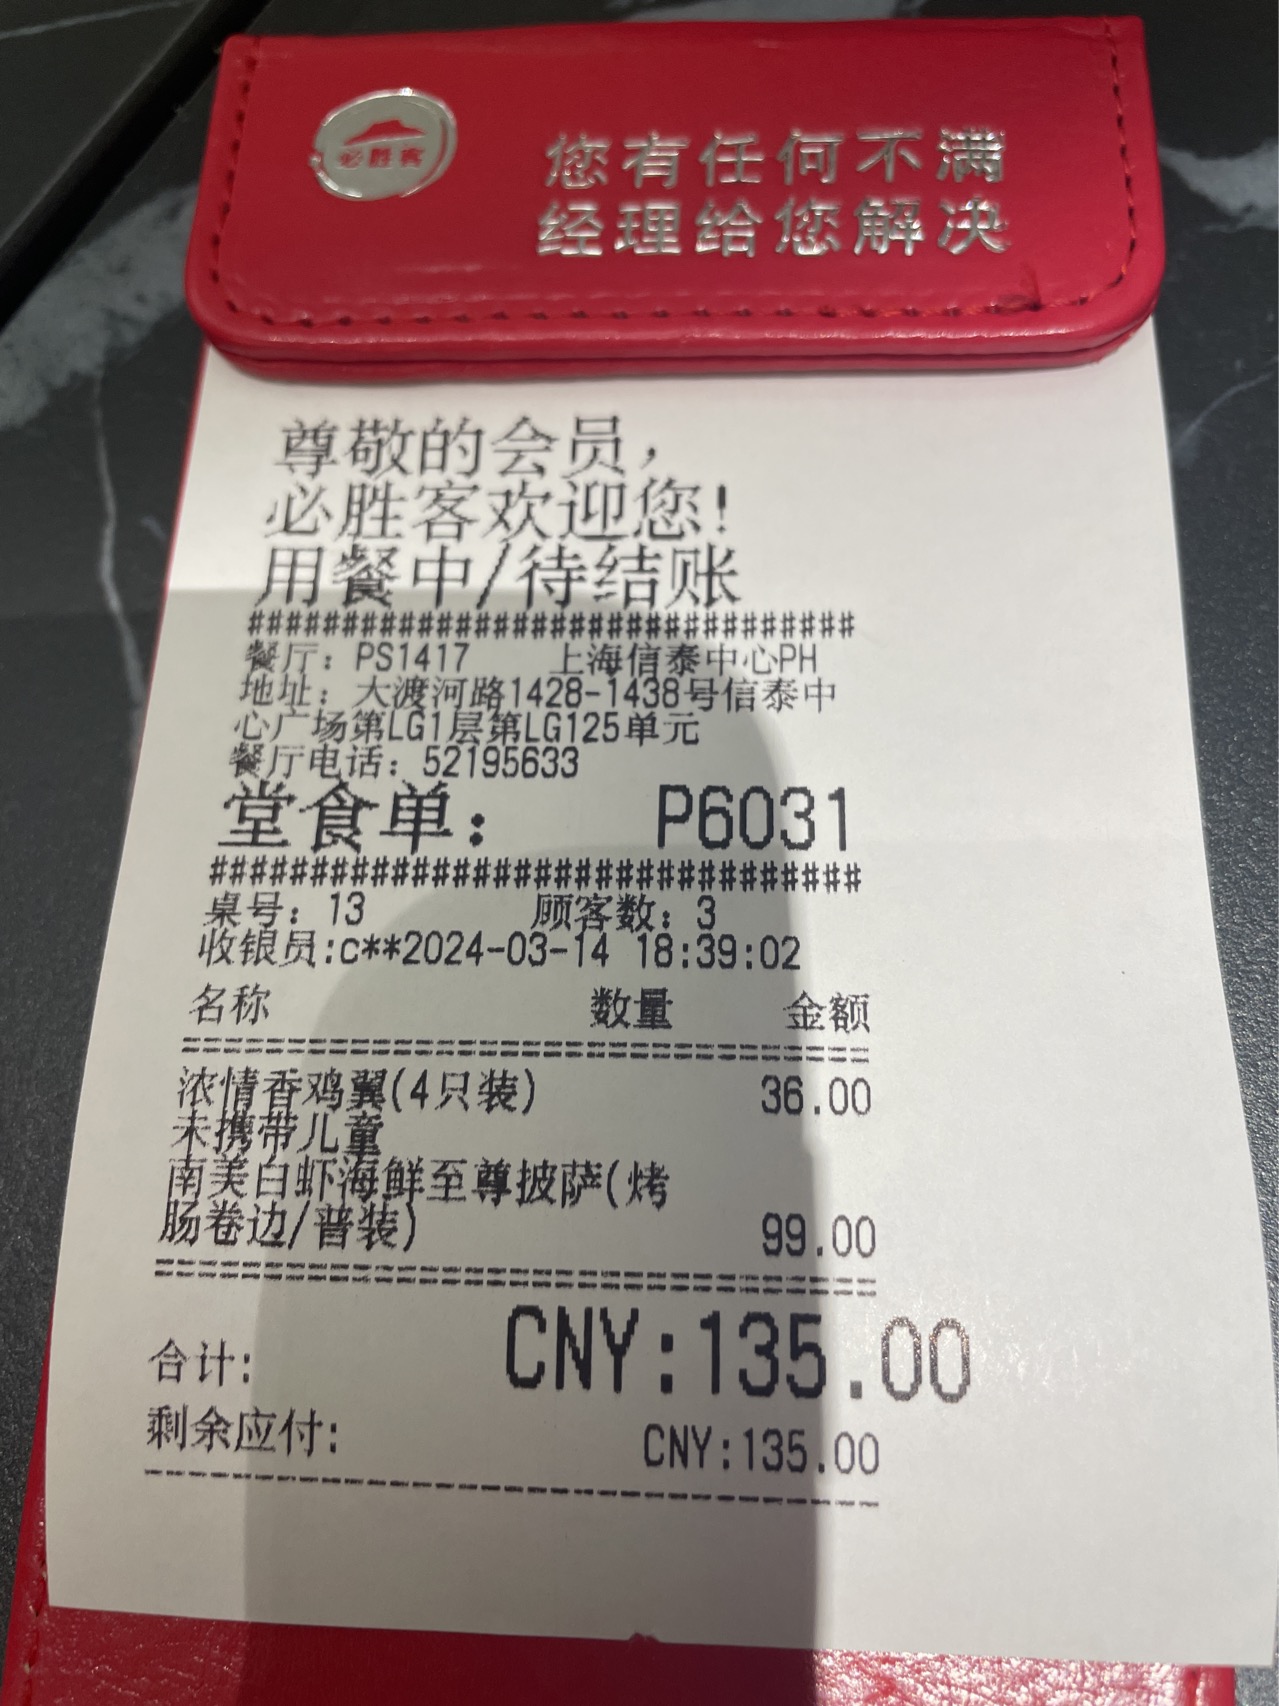 必胜客
您有任何不满
经理给您解决
尊敬的会员，
必胜客欢迎您！
用餐中/待结账
################################
餐厅：PS1417 上海信泰中心PH
地址：大渡河路1428-1438号信泰中
心广场第LG1层第LG125单元
餐厅电话：52195633
堂食单： P6031
################################
桌号：13 顾客数：3
收银员:c**2024-03-14 18:39:02
名称 数量 金额
浓情香鸡翼(4只装) 36.00
未携带儿童
南美白虾海鲜至尊披萨(烤
肠卷边/普装) 99.00
合计: CNY:135.00
剩余应付: CNY:135.00